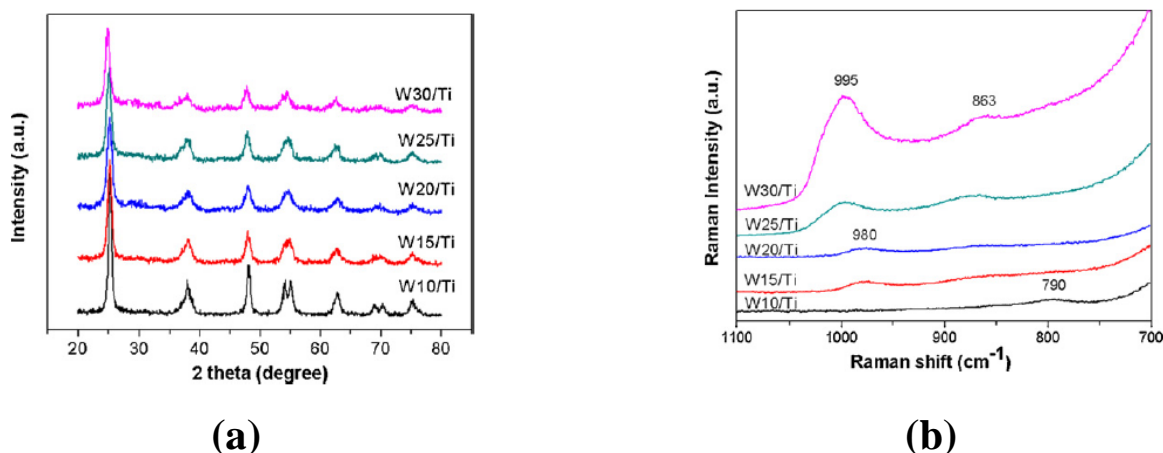 Intensity (a.u.)
W30/Ti
W25/Ti
W20/Ti
W15/Ti
W10/Ti
20 30 40 50 60 70 80
2 theta (degree)
(a)
Raman Intensity (a.u.)
995
863
W30/Ti
W25/Ti
980
W20/Ti
W15/Ti
790
W10/Ti
1100 1000 900 800 700
Raman shift (cm⁻¹)
(b)